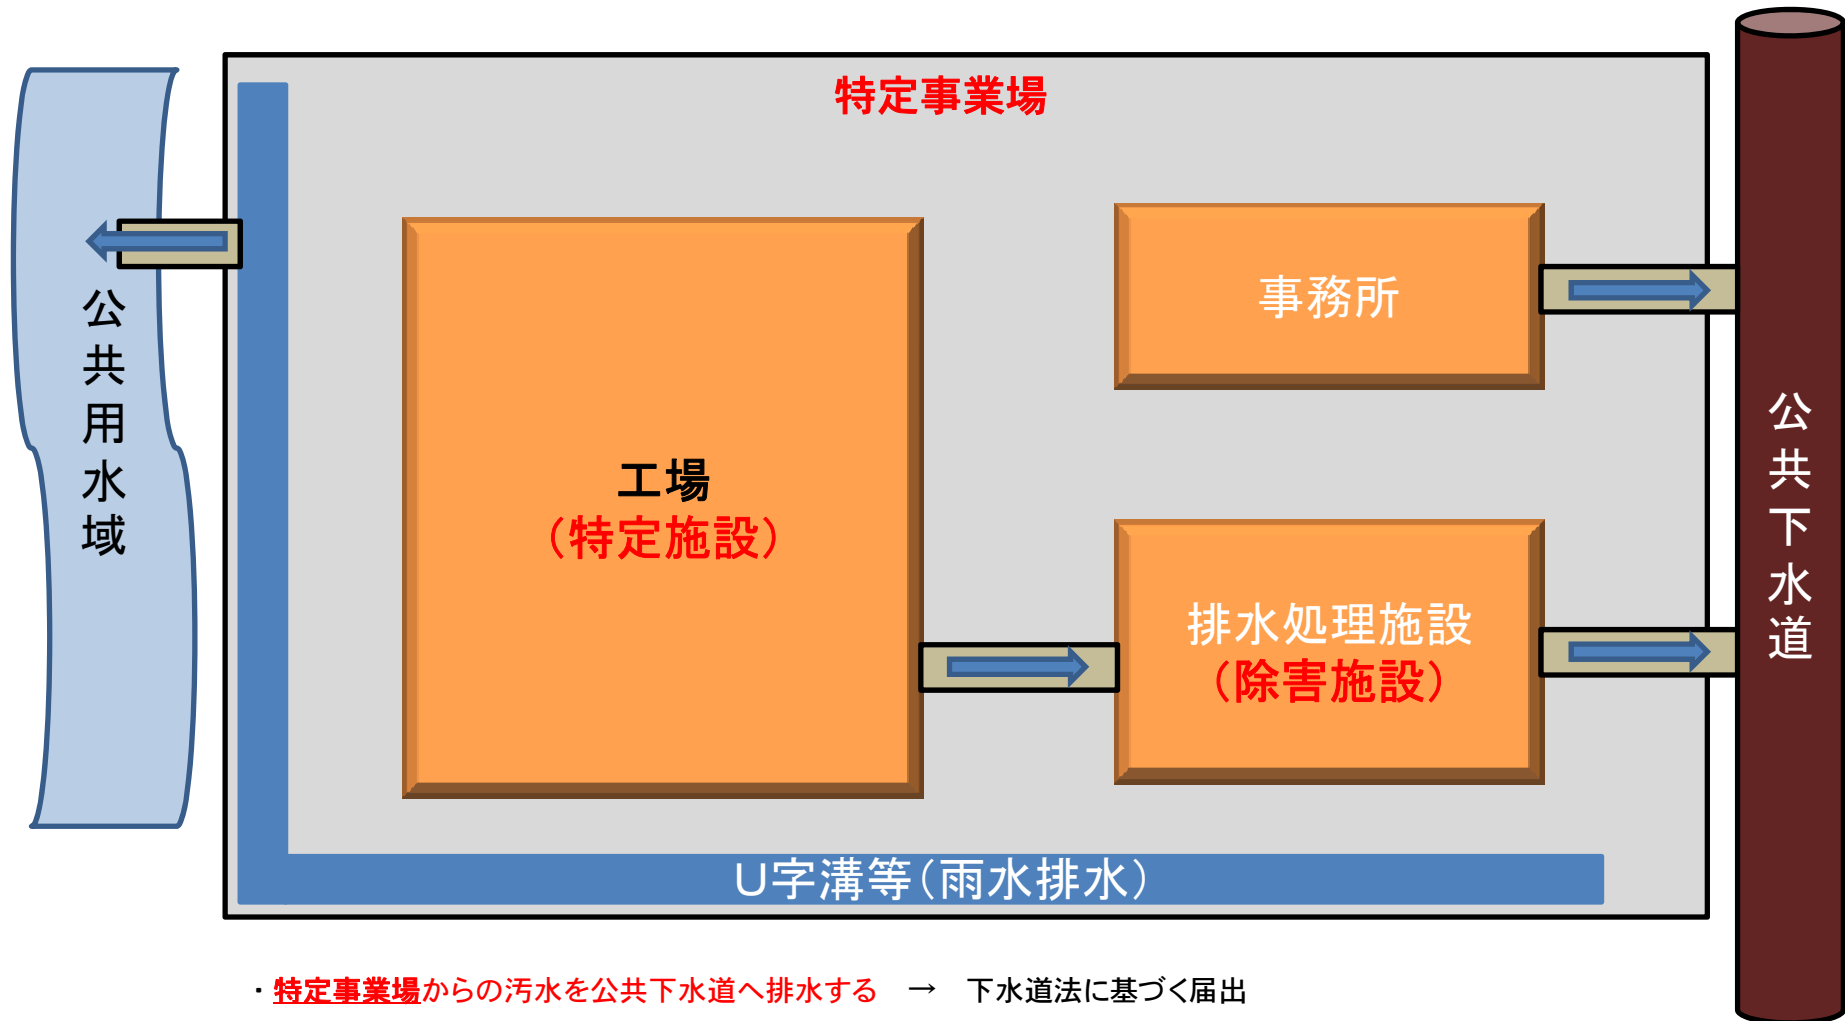 特定事業場
公共用水域
事務所
工場
（特定施設）
排水処理施設
（除害施設）
公共下水道
U字溝等（雨水排水）
・特定事業場からの汚水を公共下水道へ排水する　→　下水道法に基づく届出